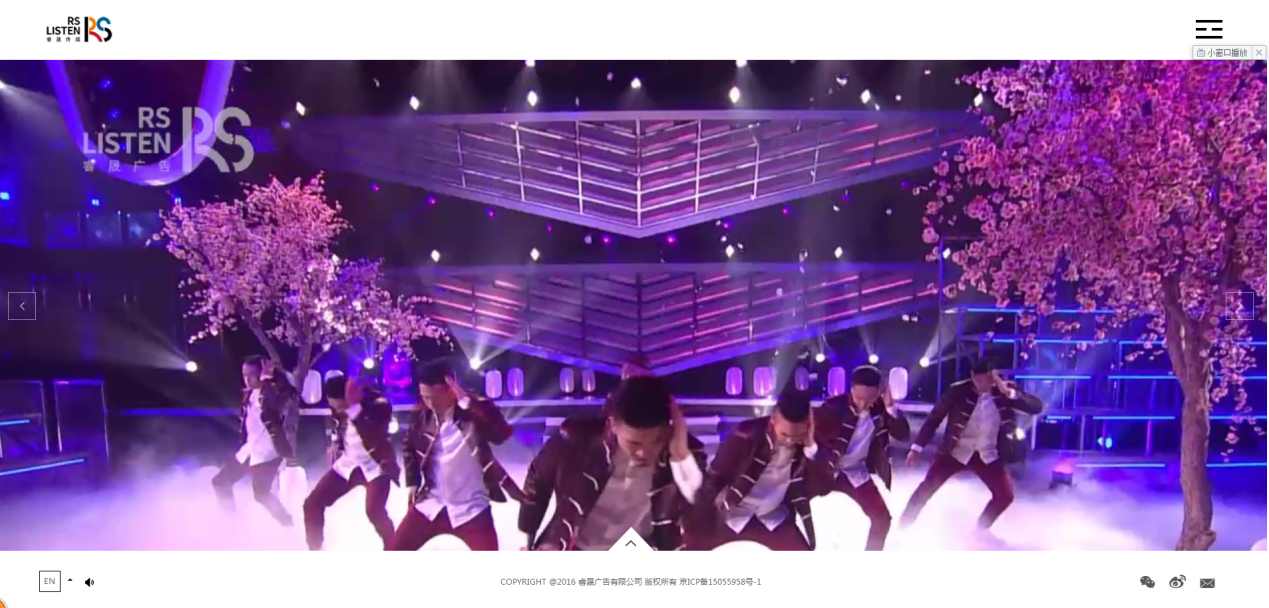 RS
LISTEN RS
睿晟传媒
小窗口播放
RS
LISTEN RS
睿晟广告
EN
COPYRIGHT @2016 睿晟广告有限公司 版权所有 京ICP备15055958号-1